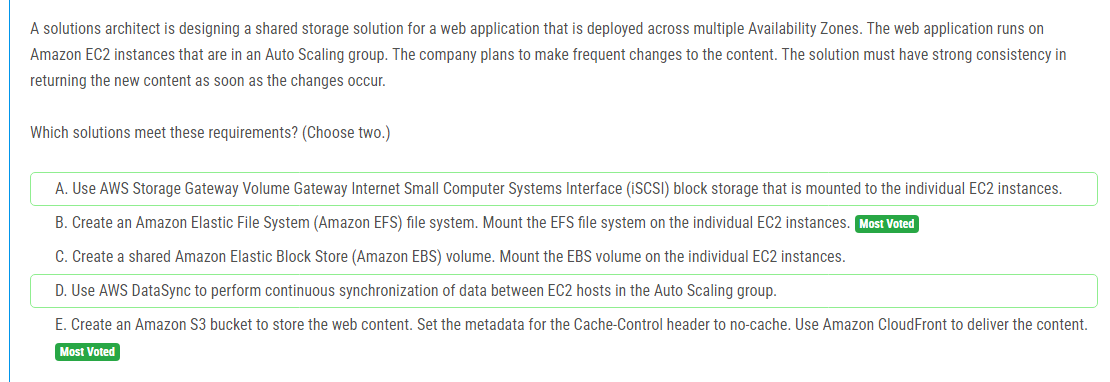 A solutions architect is designing a shared storage solution for a web application that is deployed across multiple Availability Zones. The web application runs on
Amazon EC2 instances that are in an Auto Scaling group. The company plans to make frequent changes to the content. The solution must have strong consistency in
returning the new content as soon as the changes occur.
Which solutions meet these requirements? (Choose two.)
A. Use AWS Storage Gateway Volume Gateway Internet Small Computer Systems Interface (iSCSI) block storage that is mounted to the individual EC2 instances.
B. Create an Amazon Elastic File System (Amazon EFS) file system. Mount the EFS file system on the individual EC2 instances. Most Voted
C. Create a shared Amazon Elastic Block Store (Amazon EBS) volume. Mount the EBS volume on the individual EC2 instances.
D. Use AWS DataSync to perform continuous synchronization of data between EC2 hosts in the Auto Scaling group.
E. Create an Amazon S3 bucket to store the web content. Set the metadata for the Cache-Control header to no-cache. Use Amazon CloudFront to deliver the content.
Most Voted